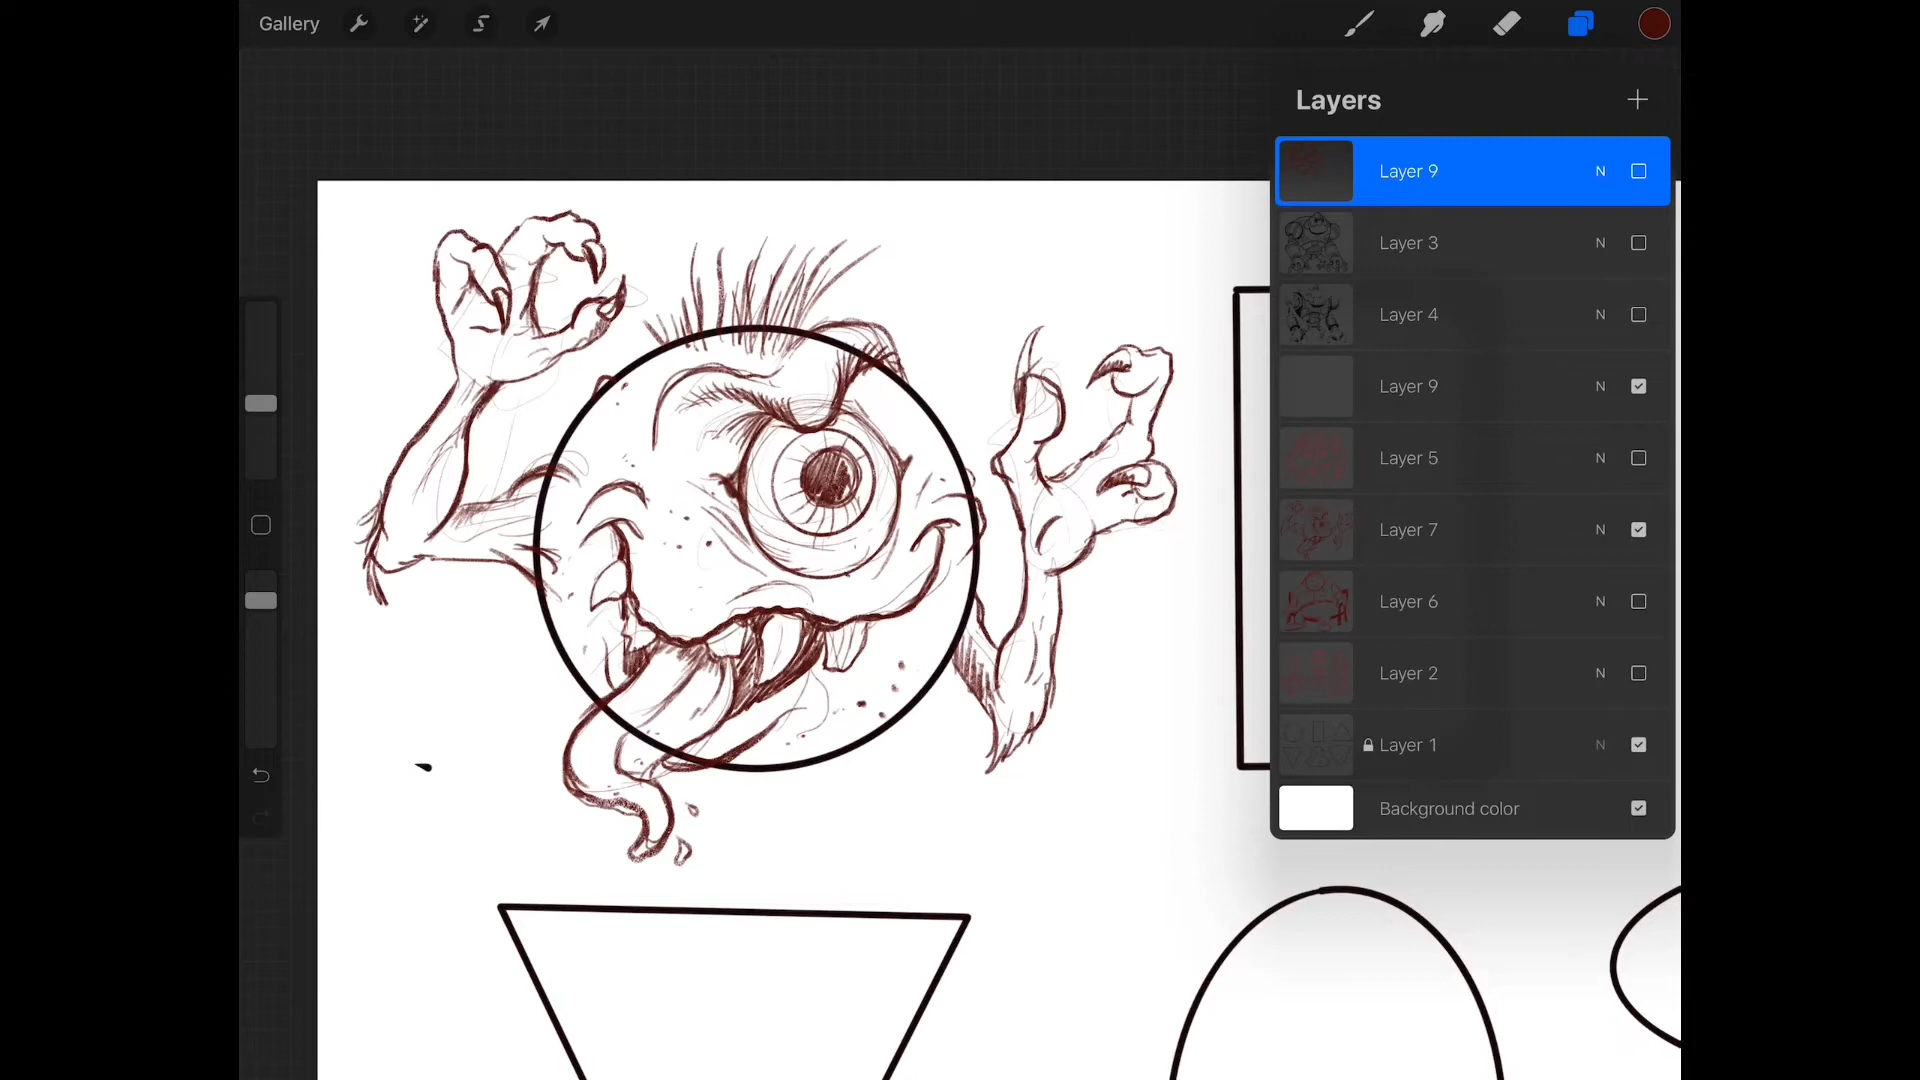 Gallery
Layers
Layer 9 N
Layer 3 N
Layer 4 N
Layer 9 N
Layer 5 N
Layer 7 N
Layer 6 N
Layer 2 N
Layer 1 N
Background color